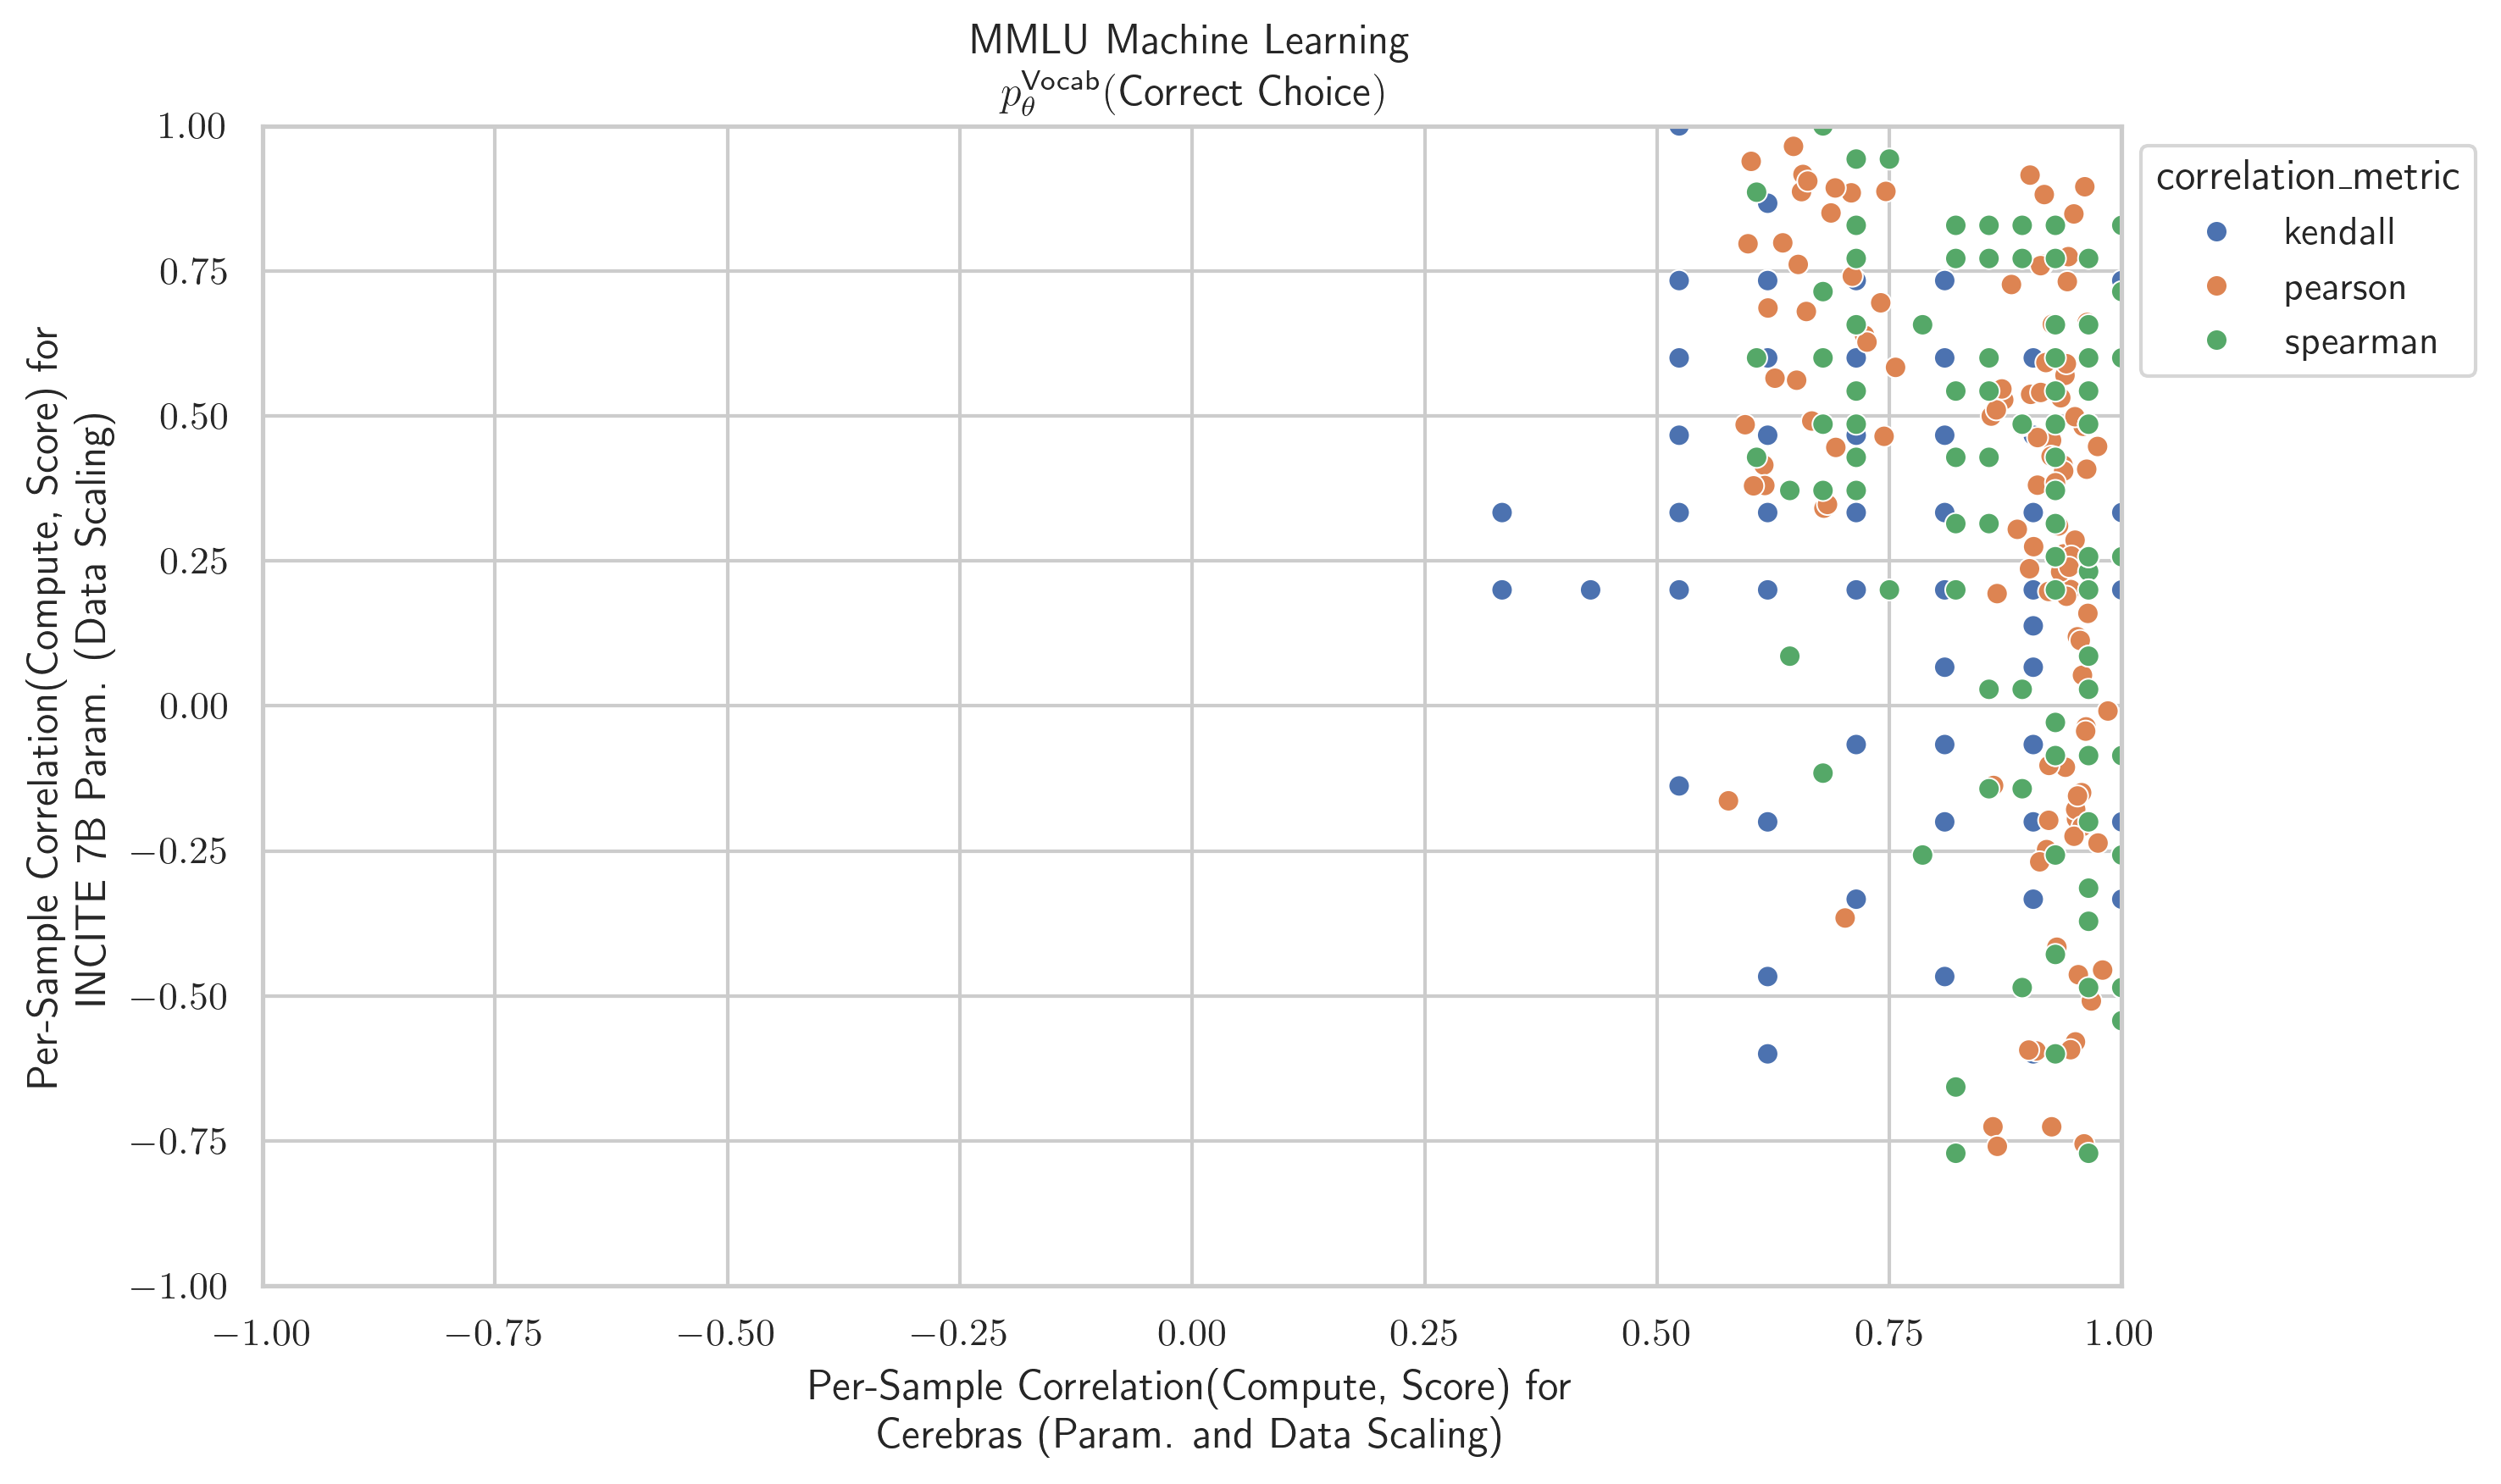 MMLU Machine Learning
p_θ^Vocab(Correct Choice)
Per-Sample Correlation(Compute, Score) for
INCITE 7B Param. (Data Scaling)
1.00
0.75
0.50
0.25
0.00
−0.25
−0.50
−0.75
−1.00
correlation_metric
kendall
pearson
spearman
−1.00 −0.75 −0.50 −0.25 0.00 0.25 0.50 0.75 1.00
Per-Sample Correlation(Compute, Score) for
Cerebras (Param. and Data Scaling)